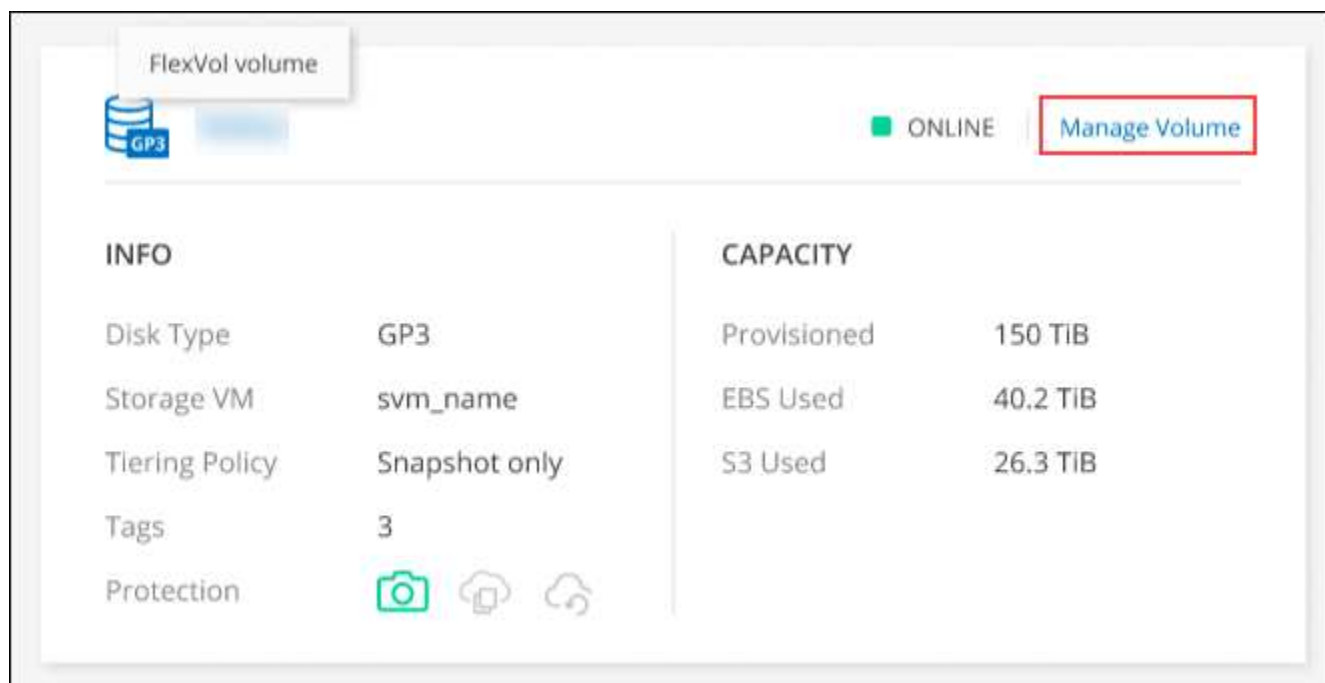 FlexVol volume
GP3
ONLINE
Manage Volume
INFO
Disk Type GP3
Storage VM svm_name
Tiering Policy Snapshot only
Tags 3
Protection
CAPACITY
Provisioned 150 TiB
EBS Used 40.2 TiB
S3 Used 26.3 TiB